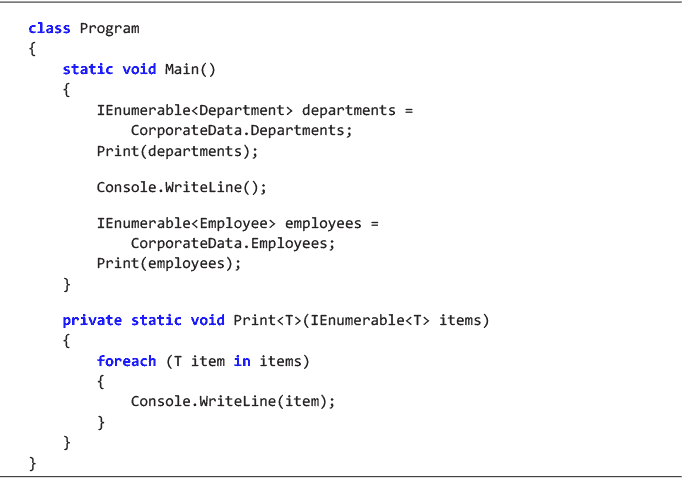 class Program
{
    static void Main()
    {
        IEnumerable<Department> departments =
            CorporateData.Departments;
        Print(departments);

        Console.WriteLine();

        IEnumerable<Employee> employees =
            CorporateData.Employees;
        Print(employees);
    }

    private static void Print<T>(IEnumerable<T> items)
    {
        foreach (T item in items)
        {
            Console.WriteLine(item);
        }
    }
}